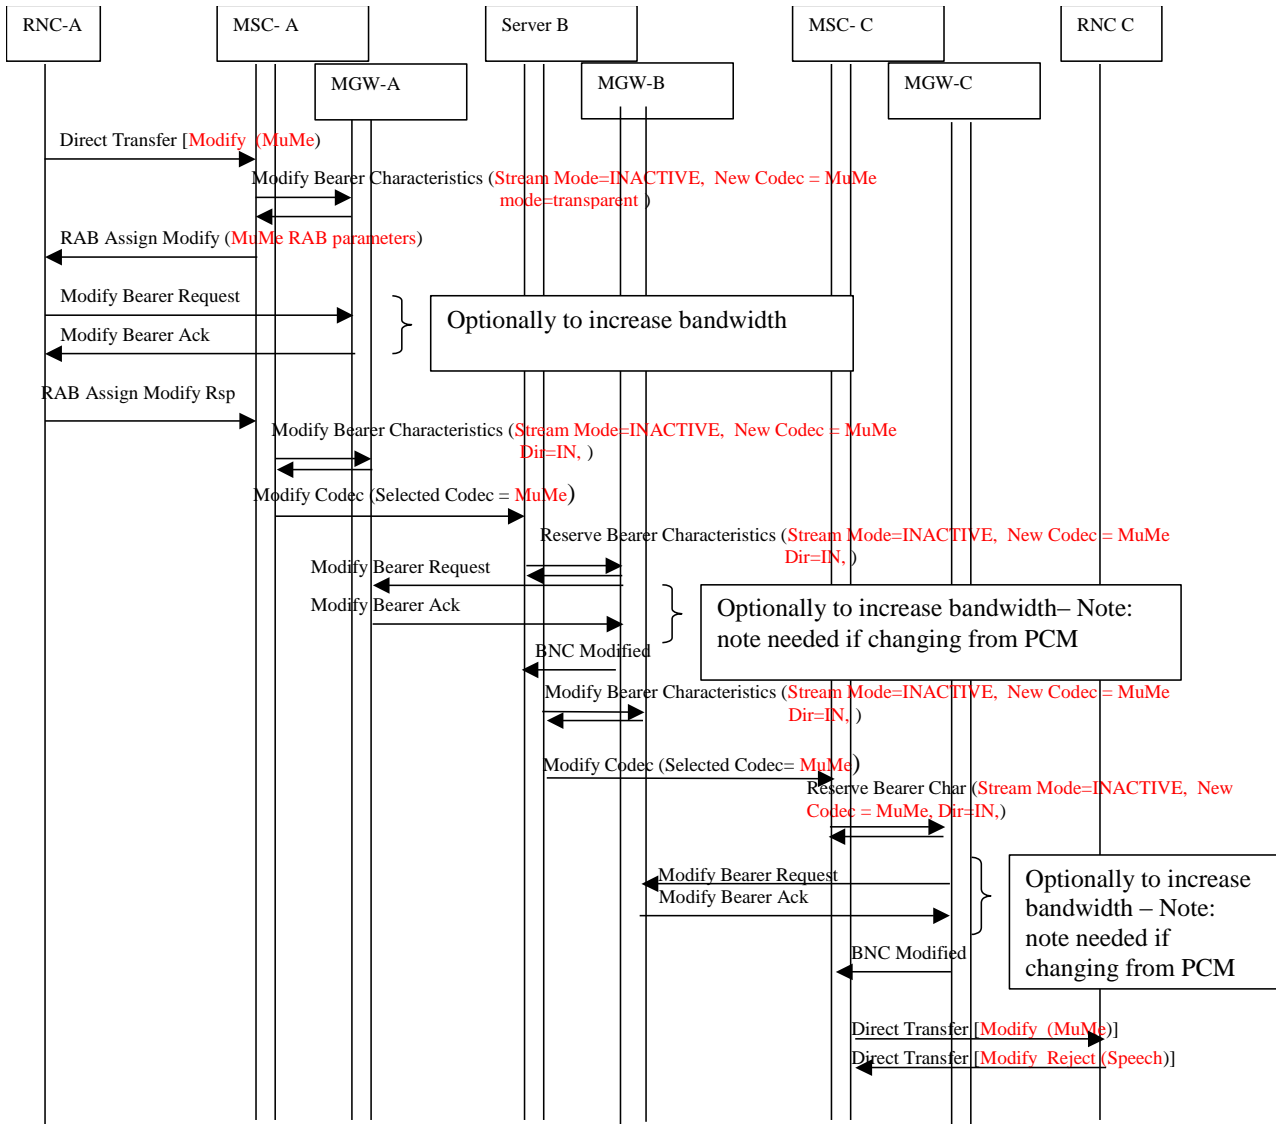 RNC-A
MSC- A
Server B
MSC- C
RNC C
MGW-A
MGW-B
MGW-C
Direct Transfer [Modify (MuMe)
Modify Bearer Characteristics (Stream Mode=INACTIVE, New Codec = MuMe
mode=transparent )
RAB Assign Modify (MuMe RAB parameters)
Modify Bearer Request
Optionally to increase bandwidth
Modify Bearer Ack
RAB Assign Modify Rsp
Modify Bearer Characteristics (Stream Mode=INACTIVE, New Codec = MuMe
Dir=IN, )
Modify Codec (Selected Codec = MuMe)
Reserve Bearer Characteristics (Stream Mode=INACTIVE, New Codec = MuMe
Dir=IN, )
Modify Bearer Request
Modify Bearer Ack
Optionally to increase bandwidth– Note:
note needed if changing from PCM
BNC Modified
Modify Bearer Characteristics (Stream Mode=INACTIVE, New Codec = MuMe
Dir=IN, )
Modify Codec (Selected Codec= MuMe)
Reserve Bearer Char (Stream Mode=INACTIVE, New
Codec = MuMe, Dir=IN,)
Modify Bearer Request
Modify Bearer Ack
Optionally to increase
bandwidth – Note:
note needed if
changing from PCM
BNC Modified
Direct Transfer [Modify (MuMe)]
Direct Transfer [Modify Reject (Speech)]